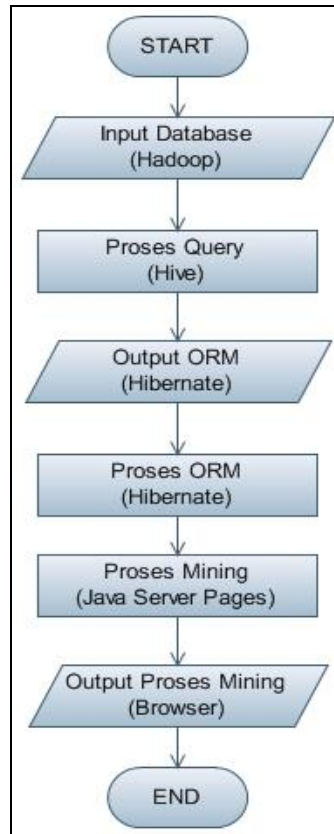 START
Input Database
(Hadoop)
Proses Query
(Hive)
Output ORM
(Hibernate)
Proses ORM
(Hibernate)
Proses Mining
(Java Server Pages)
Output Proses Mining
(Browser)
END